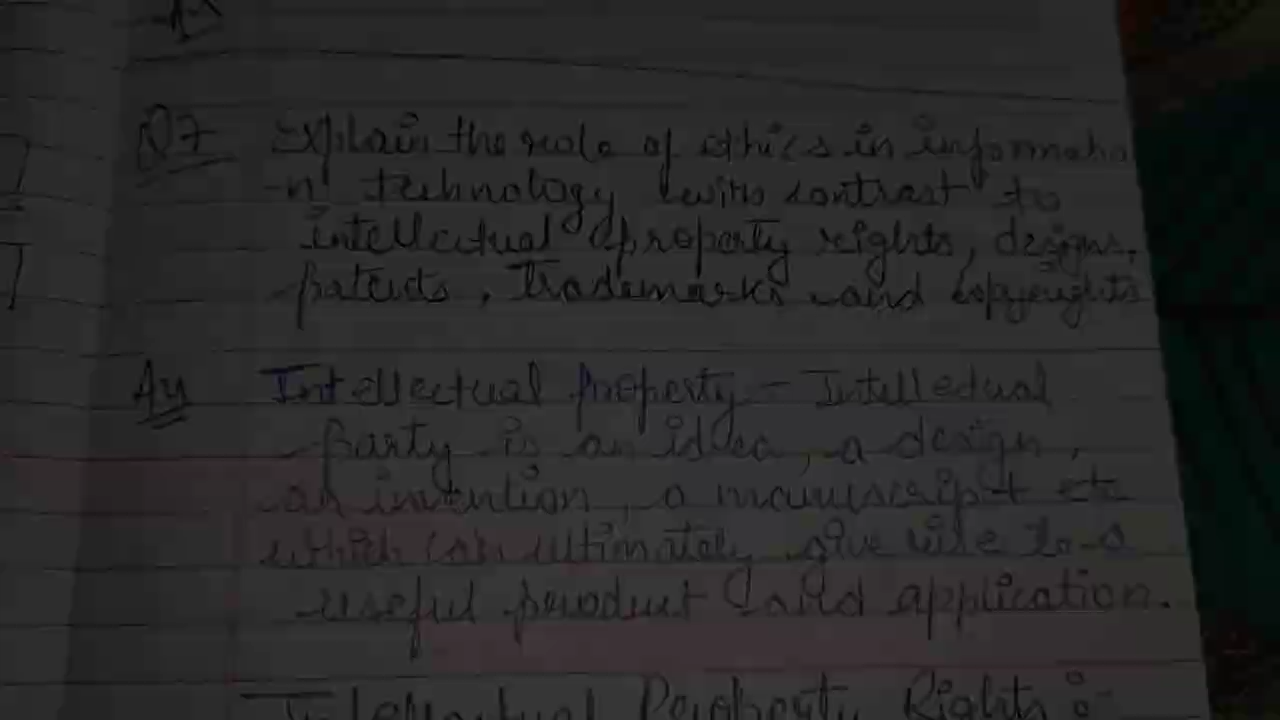 Q7 Explain the role of ethics in informatio
-n technology with contrast to
intellectual property rights, designs,
patents, Trademarks and copyrights
Intellectual property - Intellectual
party is an idea, a design,
an invention, a manuscript etc
which can ultimately give rise to a
useful product and application.
Intellectual Property Rights :-